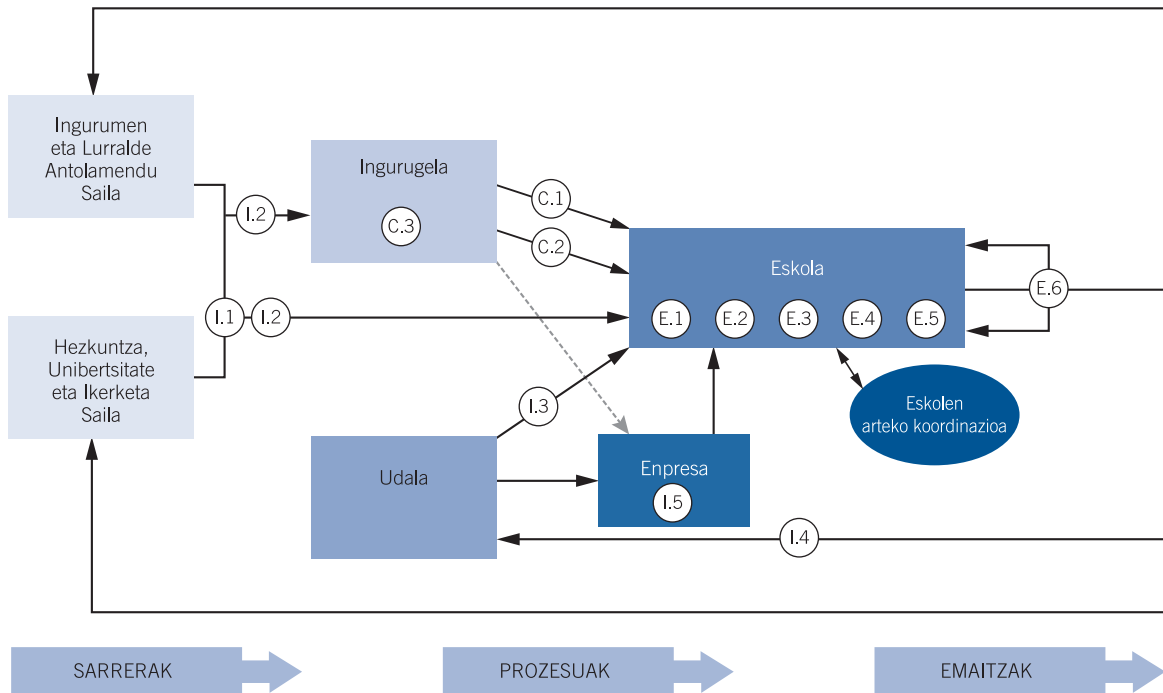 Ingurumen
eta Lurralde
Antolamendu
Saila
I.2
Ingurugela
C.3
C.1
C.2
Eskola
E.1
E.2
E.3
E.4
E.5
E.6
I.1
I.2
Hezkuntza,
Unibertsitate
eta Ikerketa
Saila
I.3
Udala
Enpresa
I.5
Eskolen
arteko koordinazioa
I.4
SARRERAK
PROZESUAK
EMAITZAK